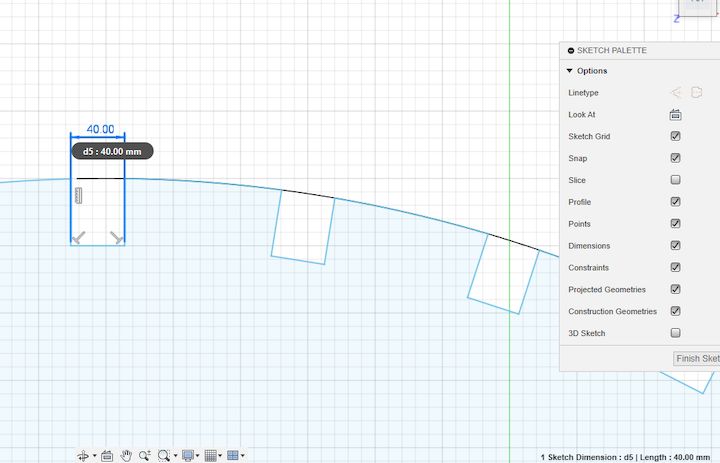 Z
SKETCH PALETTE
Options
Linetype
Look At
Sketch Grid
Snap
Slice
Profile
Points
Dimensions
Constraints
Projected Geometries
Construction Geometries
3D Sketch
Finish Sket
40.00
d5 : 40.00 mm
1 Sketch Dimension : d5 | Length : 40.00 mm